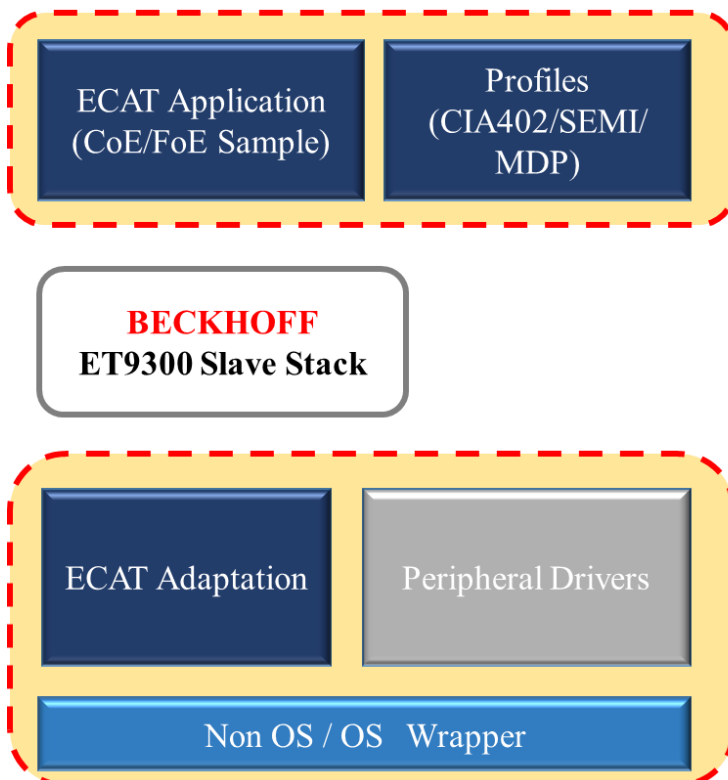 ECAT Application
(CoE/FoE Sample)
Profiles
(CIA402/SEMI/
MDP)
BECKHOFF
ET9300 Slave Stack
ECAT Adaptation
Peripheral Drivers
Non OS / OS Wrapper